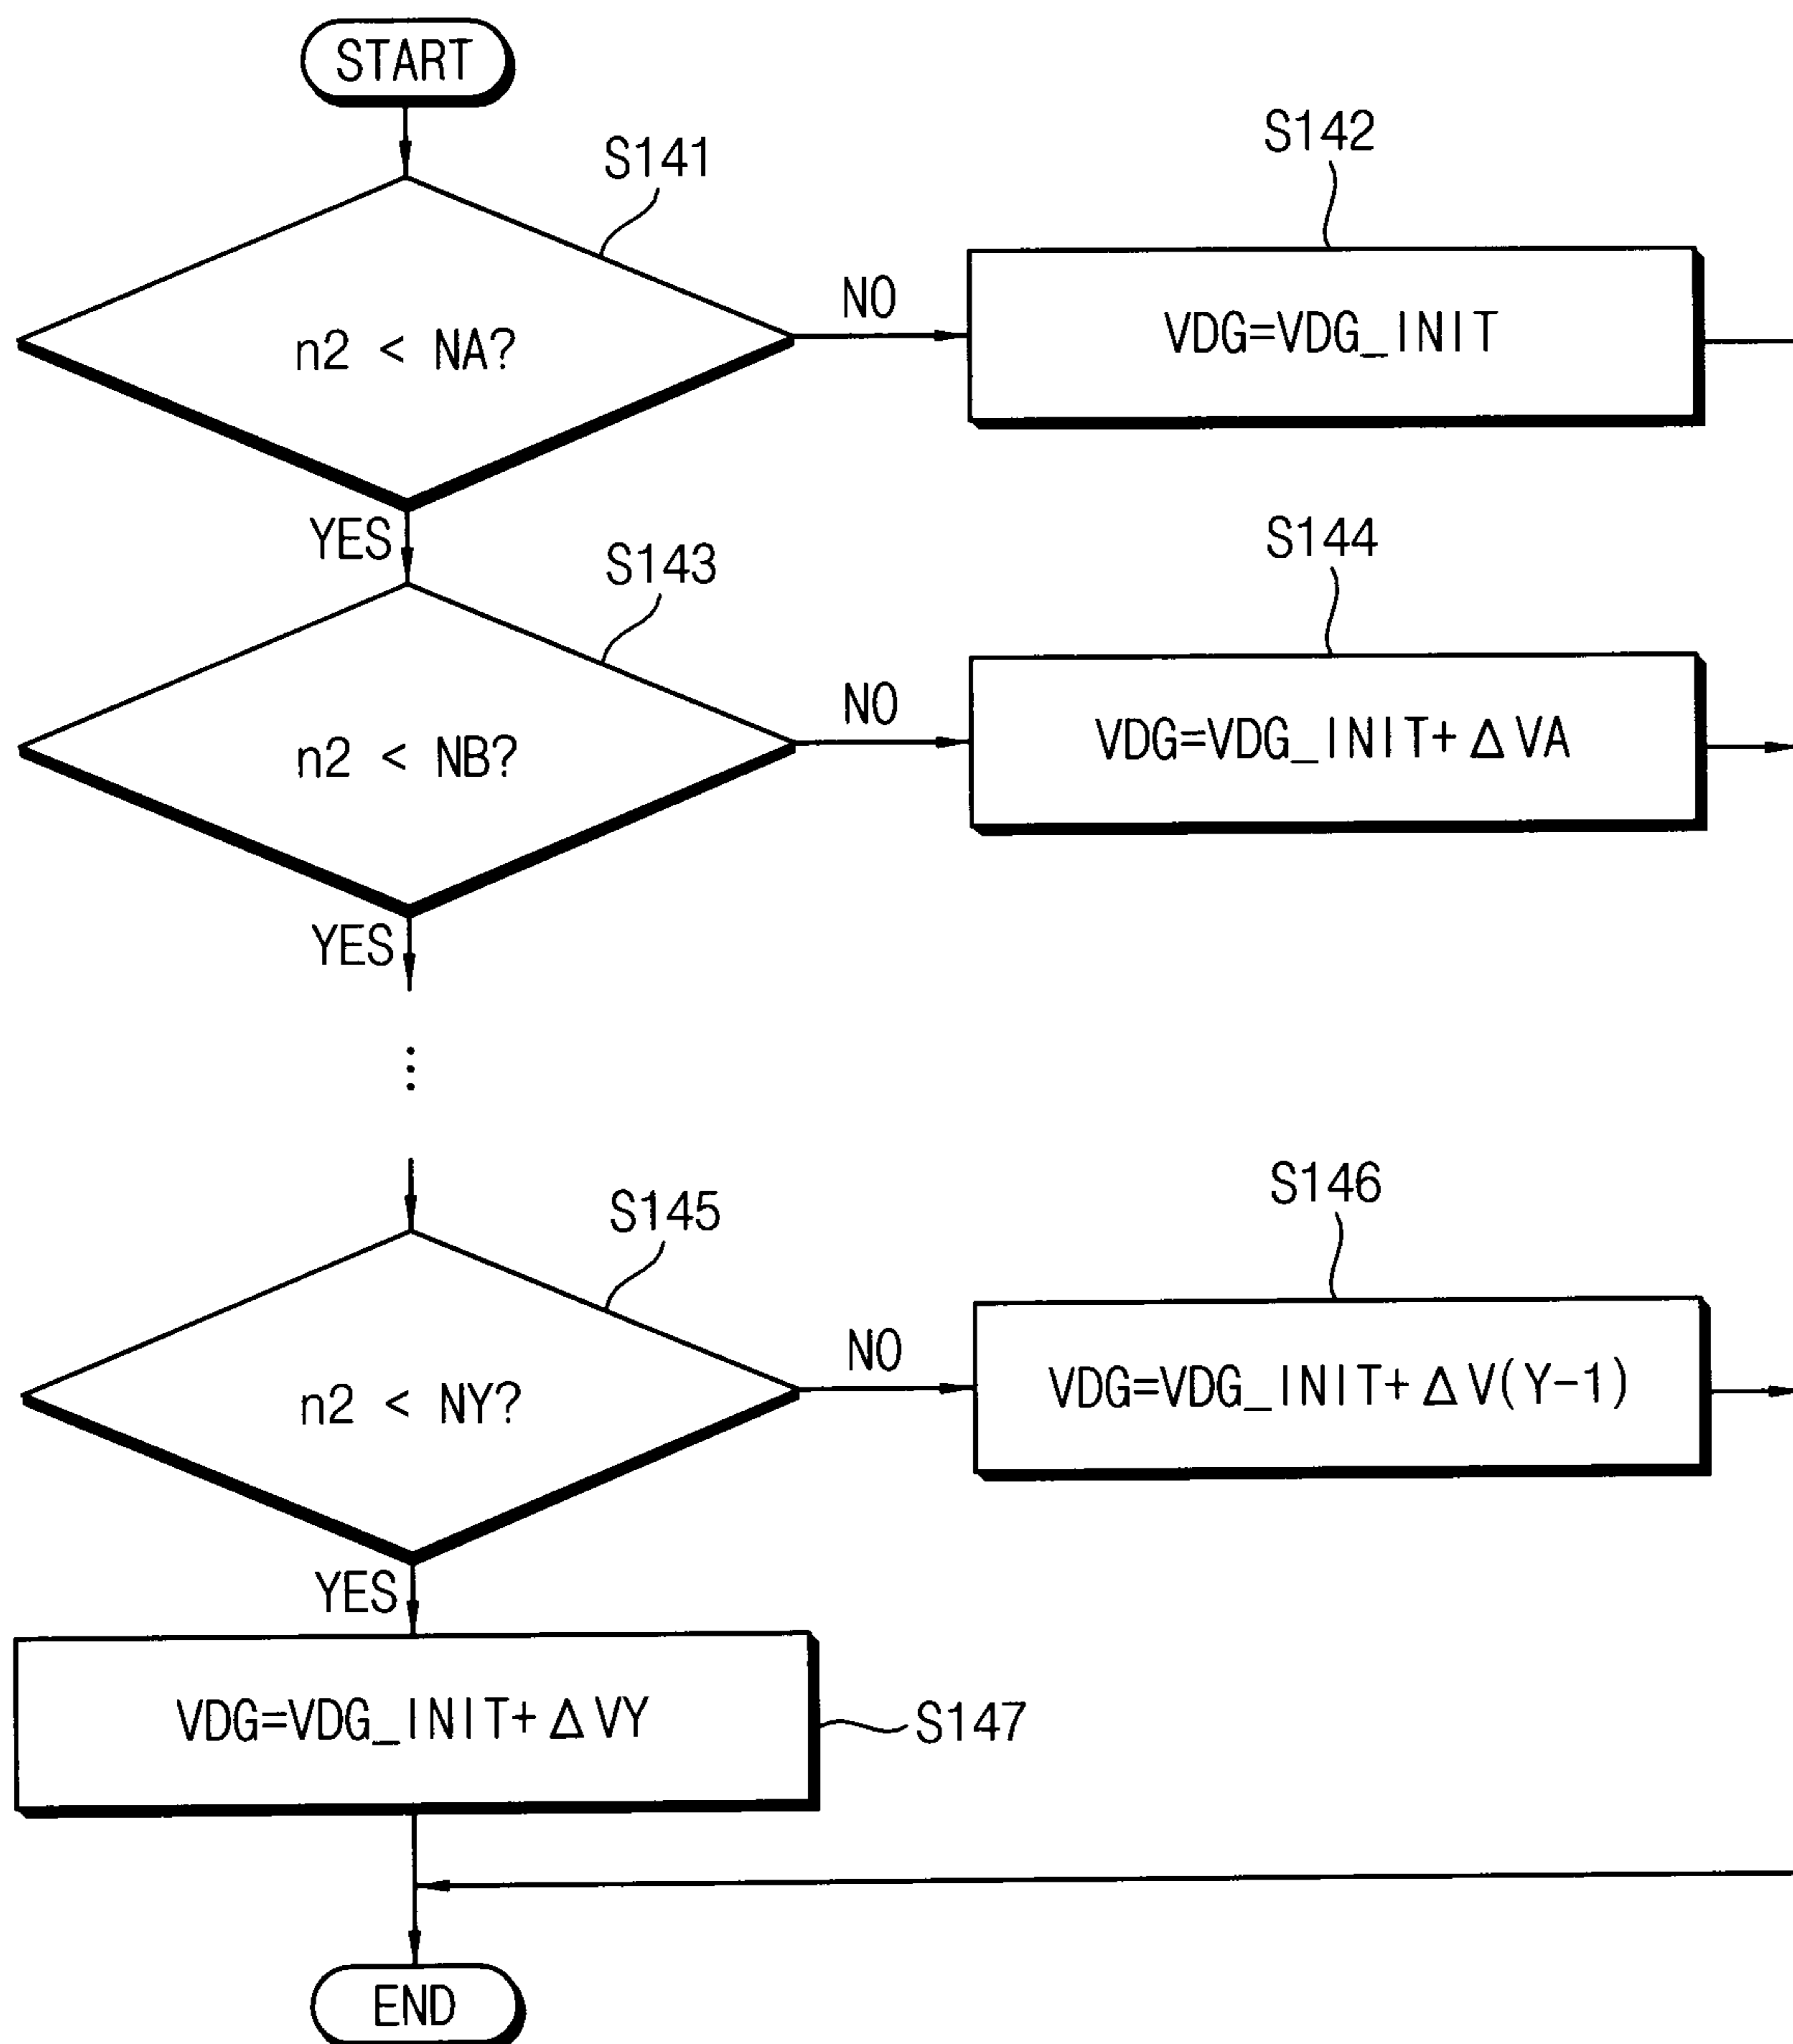 START
S141
S142
n2 < NA?
NO
VDG=VDG_INIT
YES
S143
S144
n2 < NB?
NO
VDG=VDG_INIT+ΔVA
YES
S145
S146
n2 < NY?
NO
VDG=VDG_INIT+ΔV(Y-1)
YES
VDG=VDG_INIT+ΔVY
S147
END